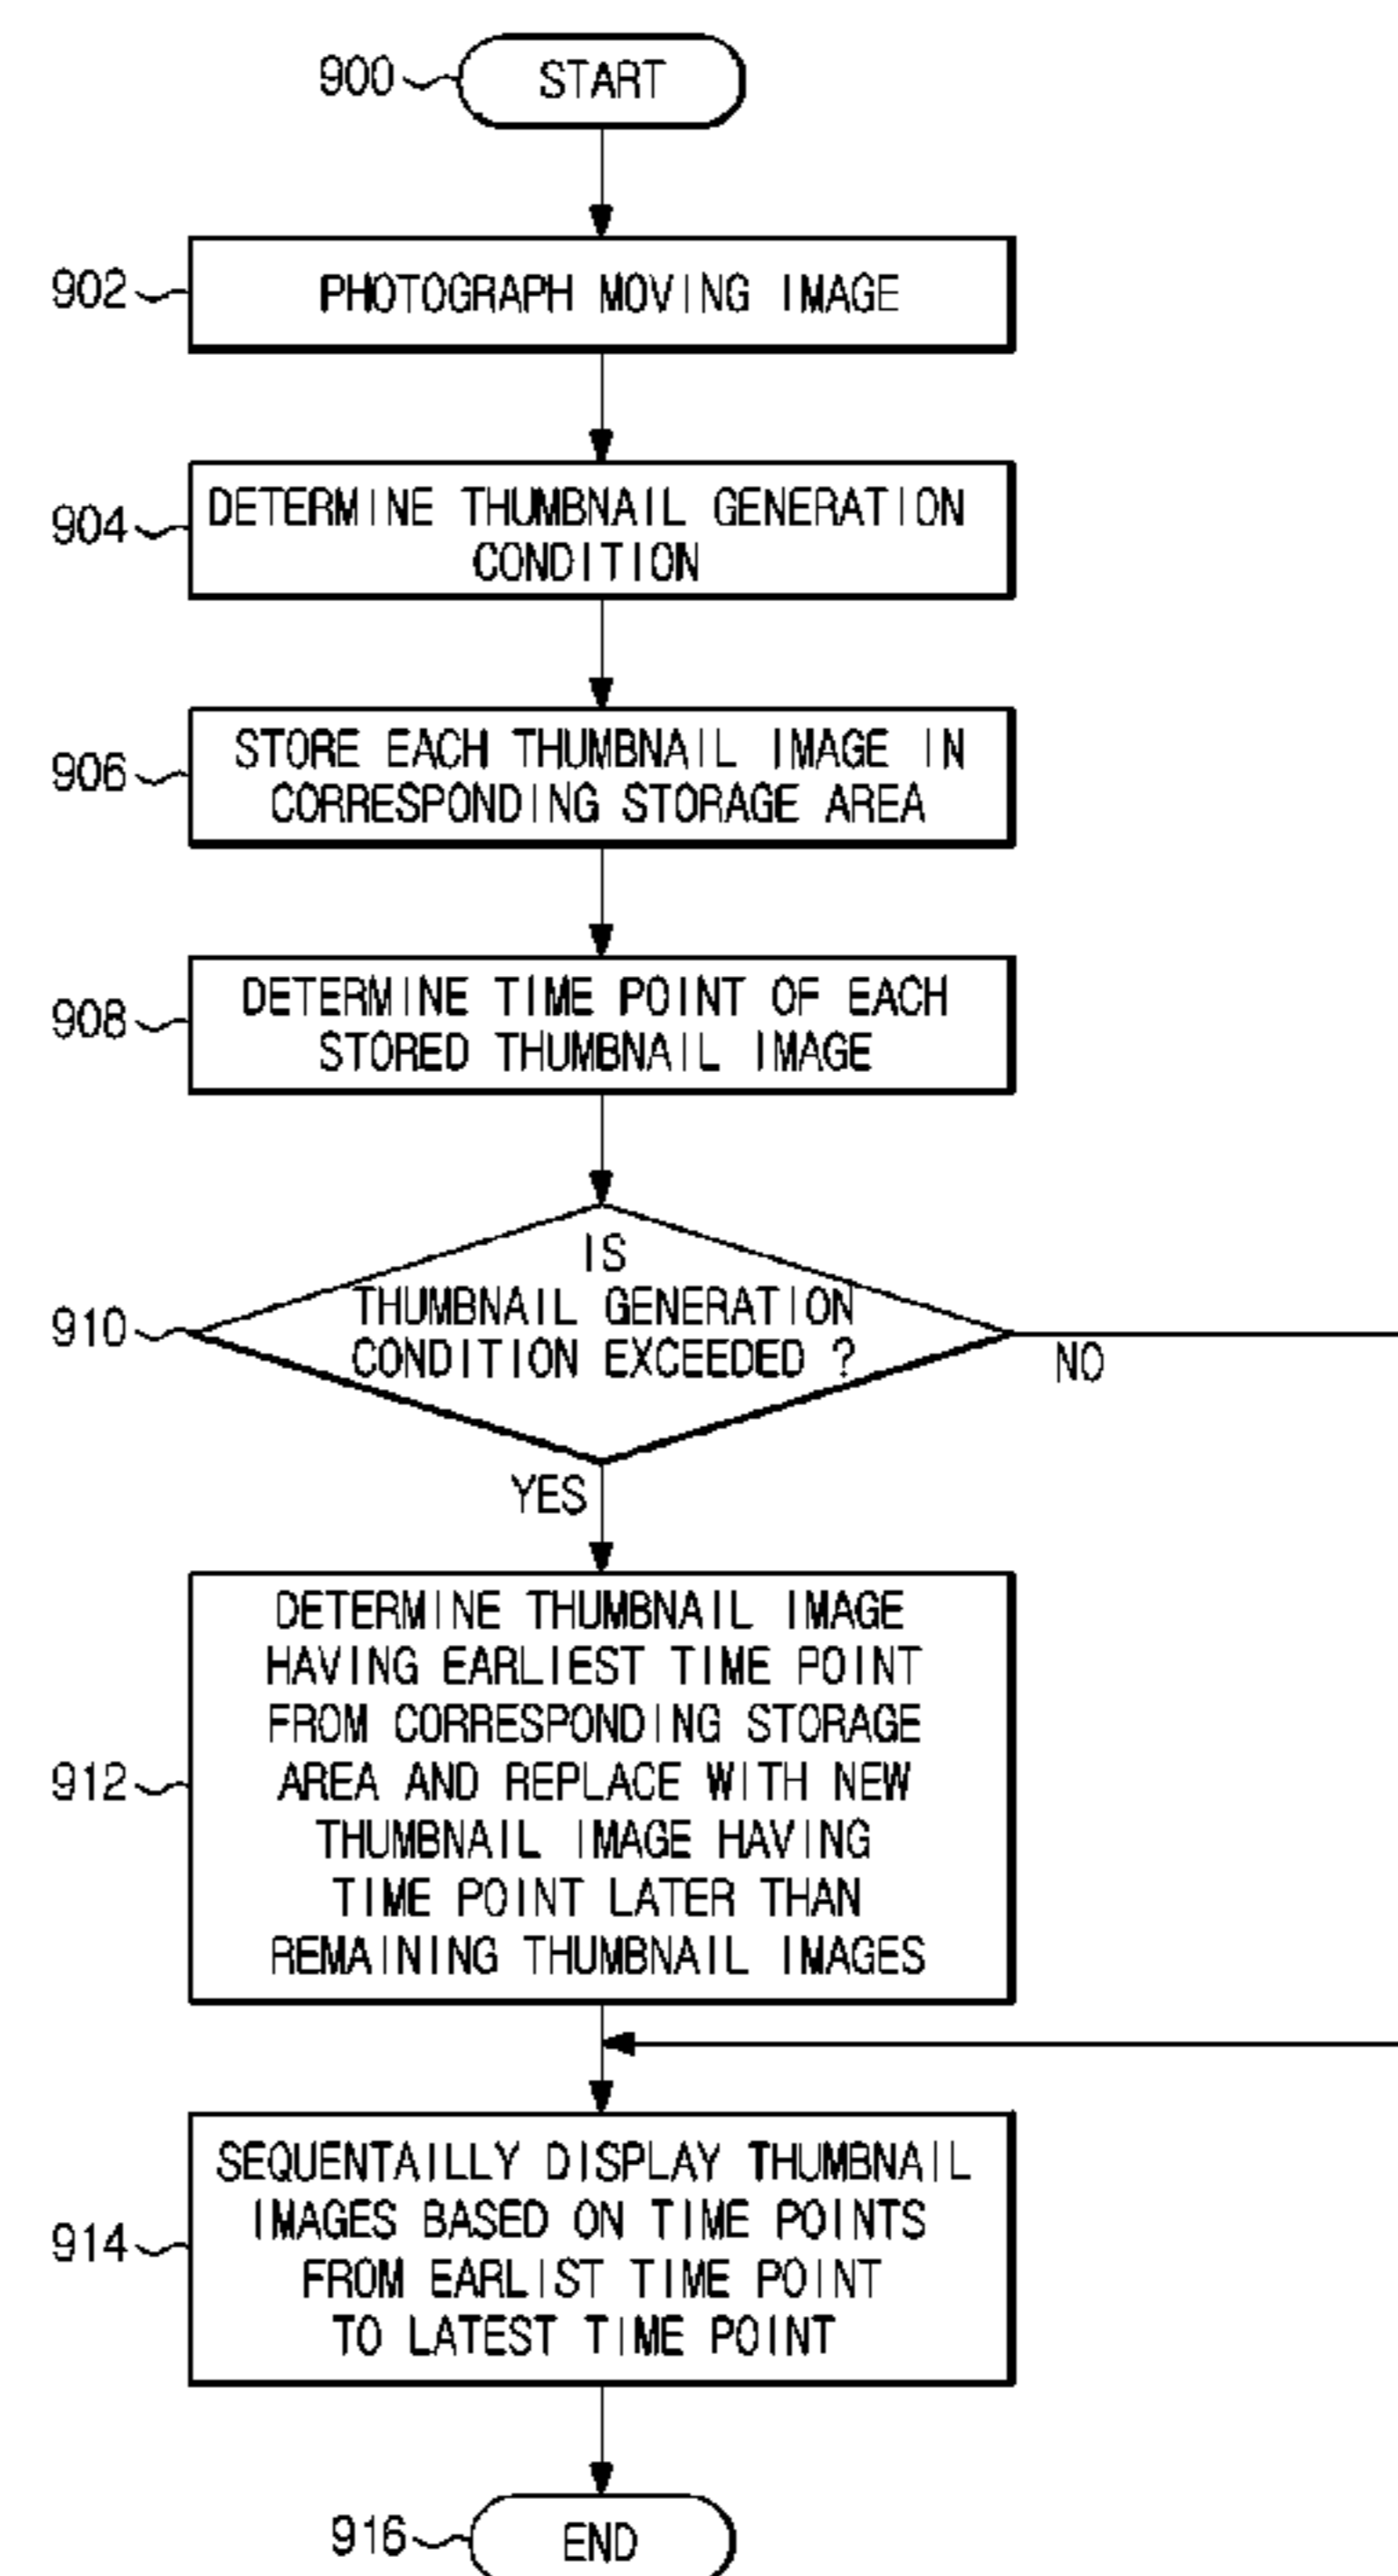 900
START
902
PHOTOGRAPH MOVING IMAGE
904
DETERMINE THUMBNAIL GENERATION
CONDITION
906
STORE EACH THUMBNAIL IMAGE IN
CORRESPONDING STORAGE AREA
908
DETERMINE TIME POINT OF EACH
STORED THUMBNAIL IMAGE
910
IS
THUMBNAIL GENERATION
CONDITION EXCEEDED ?
NO
YES
912
DETERMINE THUMBNAIL IMAGE
HAVING EARLIEST TIME POINT
FROM CORRESPONDING STORAGE
AREA AND REPLACE WITH NEW
THUMBNAIL IMAGE HAVING
TIME POINT LATER THAN
REMAINING THUMBNAIL IMAGES
914
SEQUENTAILLY DISPLAY THUMBNAIL
IMAGES BASED ON TIME POINTS
FROM EARLIST TIME POINT
TO LATEST TIME POINT
916
END